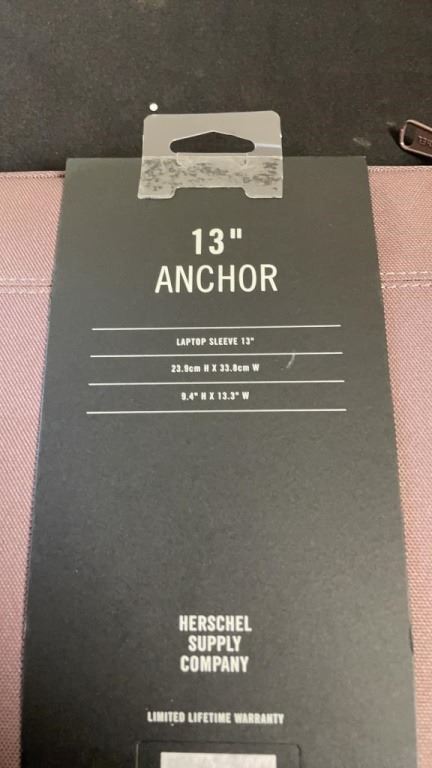 13"
ANCHOR
LAPTOP SLEEVE 13"
23.9cm H X 33.8cm W
9.4" H X 13.3" W
HERSCHEL
SUPPLY
COMPANY
LIMITED LIFETIME WARRANTY